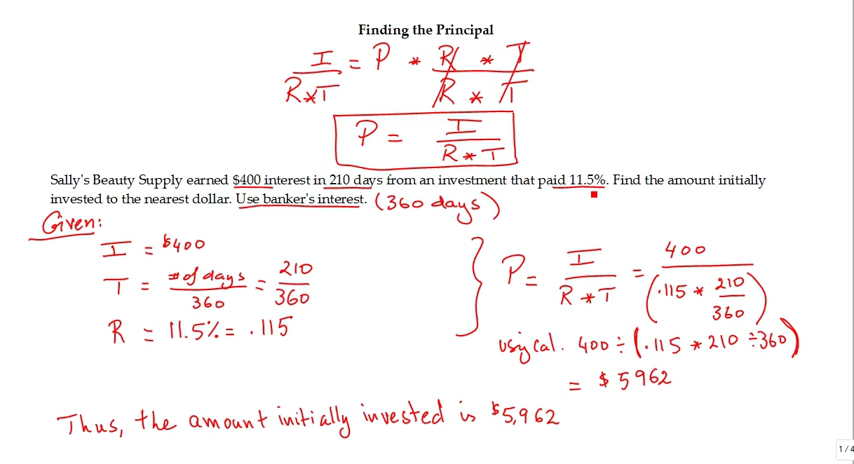 Finding the Principal
I / R*T = P * R * T / R * T
P = I / R * T
Sally's Beauty Supply earned $400 interest in 210 days from an investment that paid 11.5%. Find the amount initially
invested to the nearest dollar. Use banker's interest. (360 days)
Given:
I = $400
T = # of days / 360 = 210 / 360
R = 11.5% = .115
P = I / R * T = 400 / (.115 * 210 / 360)
using cal. 400 ÷ (.115 * 210 ÷ 360)
= $5962
Thus, the amount initially invested is $5,962
1/4